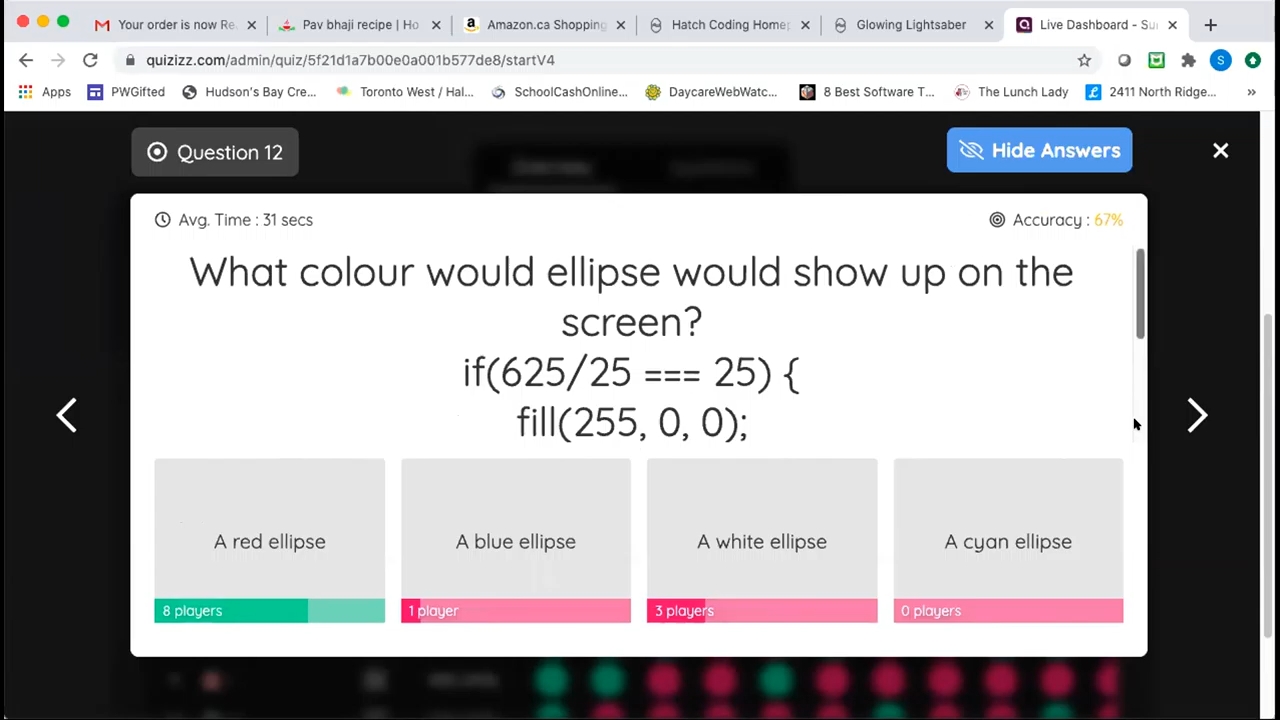 Your order is now Re
Pav bhaji recipe | Ho
Amazon.ca Shopping
Hatch Coding Home
Glowing Lightsaber
Live Dashboard - Su
quizizz.com/admin/quiz/5f21d1a7b00e0a001b577de8/startV4
S
Apps
PWGifted
Hudson's Bay Cre...
Toronto West / Hal...
SchoolCashOnline...
DaycareWebWatc...
8 Best Software T...
The Lunch Lady
2411 North Ridge...
»
Question 12
Hide Answers
Avg. Time : 31 secs
Accuracy : 67%
What colour would ellipse would show up on the
screen?
if(625/25 === 25) {
fill(255, 0, 0);
A red ellipse
A blue ellipse
A white ellipse
A cyan ellipse
8 players
1 player
3 players
0 players